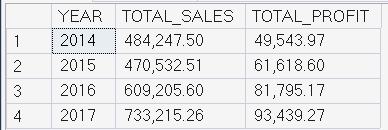 YEAR TOTAL_SALES TOTAL_PROFIT
1 2014 484,247.50 49,543.97
2 2015 470,532.51 61,618.60
3 2016 609,205.60 81,795.17
4 2017 733,215.26 93,439.27